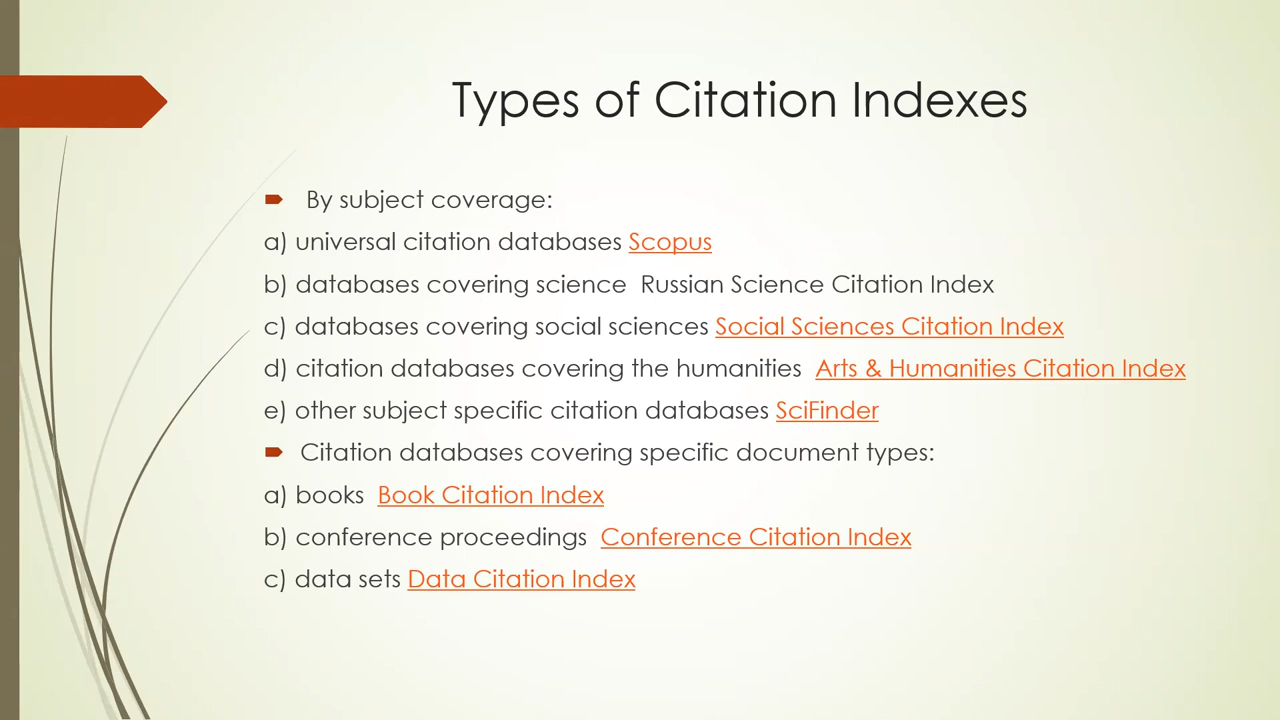 Types of Citation Indexes
By subject coverage:
a) universal citation databases Scopus
b) databases covering science Russian Science Citation Index
c) databases covering social sciences Social Sciences Citation Index
d) citation databases covering the humanities Arts & Humanities Citation Index
e) other subject specific citation databases SciFinder
Citation databases covering specific document types:
a) books Book Citation Index
b) conference proceedings Conference Citation Index
c) data sets Data Citation Index